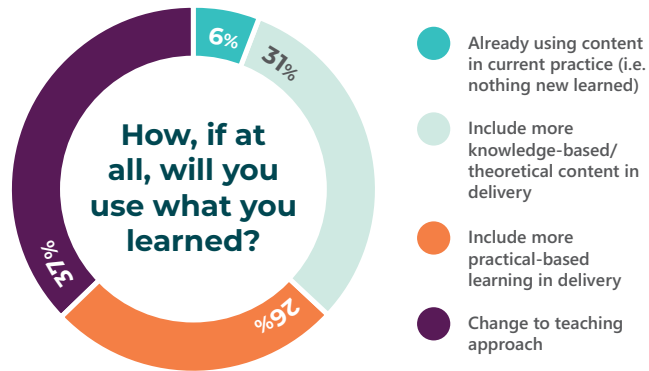 6%
31%
26%
37%
How, if at
all, will you
use what you
learned?
Already using content
in current practice (i.e.
nothing new learned)
Include more
knowledge-based/
theoretical content in
delivery
Include more
practical-based
learning in delivery
Change to teaching
approach